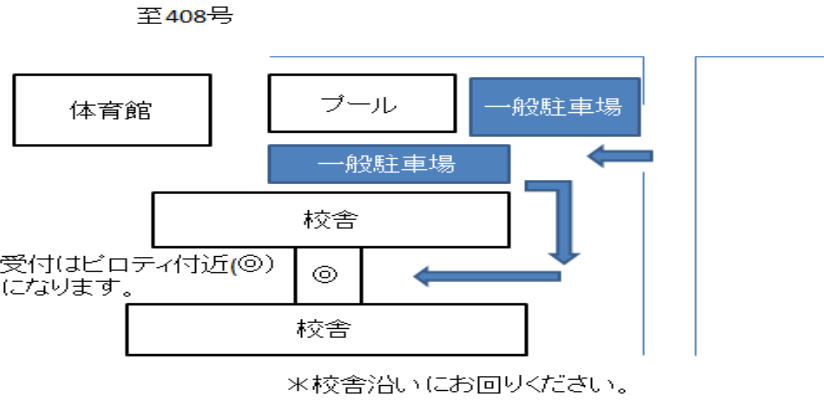 至408号
体育館
プール
一般駐車場
一般駐車場
校舎
受付はピロティ付近(◎)
になります。
◎
校舎
＊校舎沿いにお回りください。